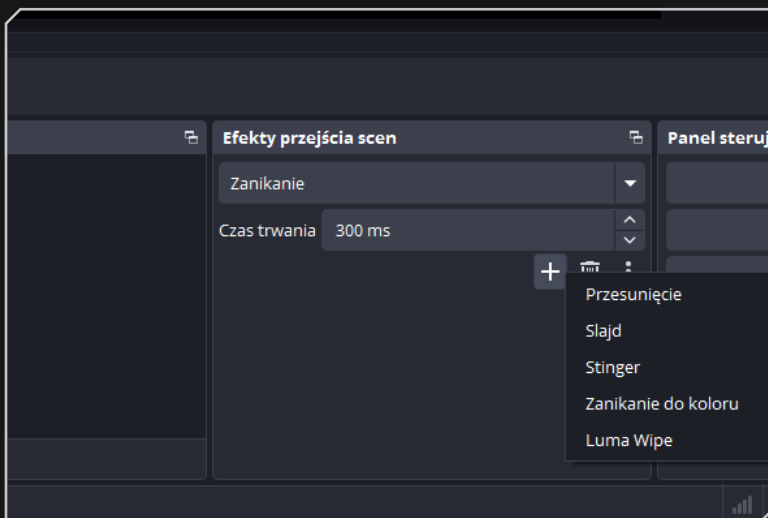 Efekty przejścia scen
Panel steruj
Zanikanie
Czas trwania 300 ms
Przesunięcie
Slajd
Stinger
Zanikanie do koloru
Luma Wipe